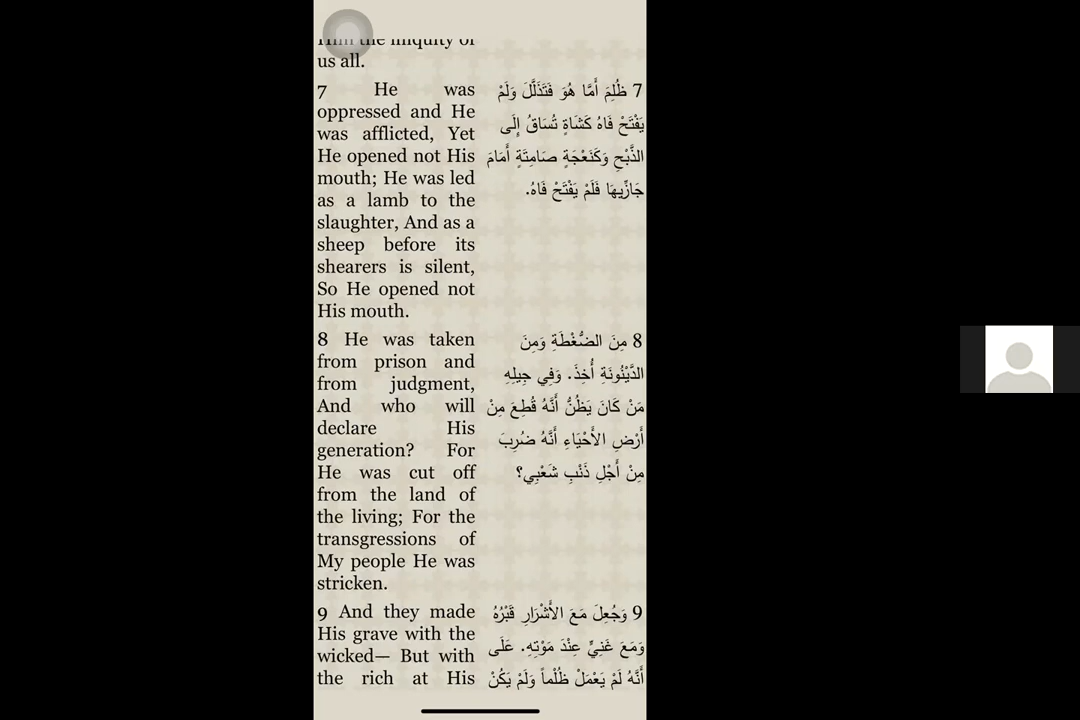 us all.
7 He was
oppressed and He
was afflicted, Yet
He opened not His
mouth; He was led
as a lamb to the
slaughter, And as a
sheep before its
shearers is silent,
So He opened not
His mouth.
8 He was taken
from prison and
from judgment,
And who will
declare His
generation? For
He was cut off
from the land of
the living; For the
transgressions of
My people He was
stricken.
9 And they made
His grave with the
wicked— But with
the rich at His
7 ظُلِمَ أَمَّا هُوَ فَتَذَلَّلَ وَلَمْ
يَفْتَحْ فَاهُ كَشَاةٍ تُسَاقُ إِلَى
الذَّبْحِ وَكَنَعْجَةٍ صَامِتَةٍ أَمَامَ
جَازِّيهَا فَلَمْ يَفْتَحْ فَاهُ.
8 مِنَ الضُّغْطَةِ وَمِنَ
الدَّيْنُونَةِ أُخِذَ. وَفِي جِيلِهِ
مَنْ كَانَ يَظُنُّ أَنَّهُ قُطِعَ مِنْ
أَرْضِ الأَحْيَاءِ أَنَّهُ ضُرِبَ
مِنْ أَجْلِ ذَنْبِ شَعْبِي؟
9 وَجُعِلَ مَعَ الأَشْرَارِ قَبْرُهُ
وَمَعَ غَنِيٍّ عِنْدَ مَوْتِهِ. عَلَى
أَنَّهُ لَمْ يَعْمَلْ ظُلْماً وَلَمْ يَكُنْ